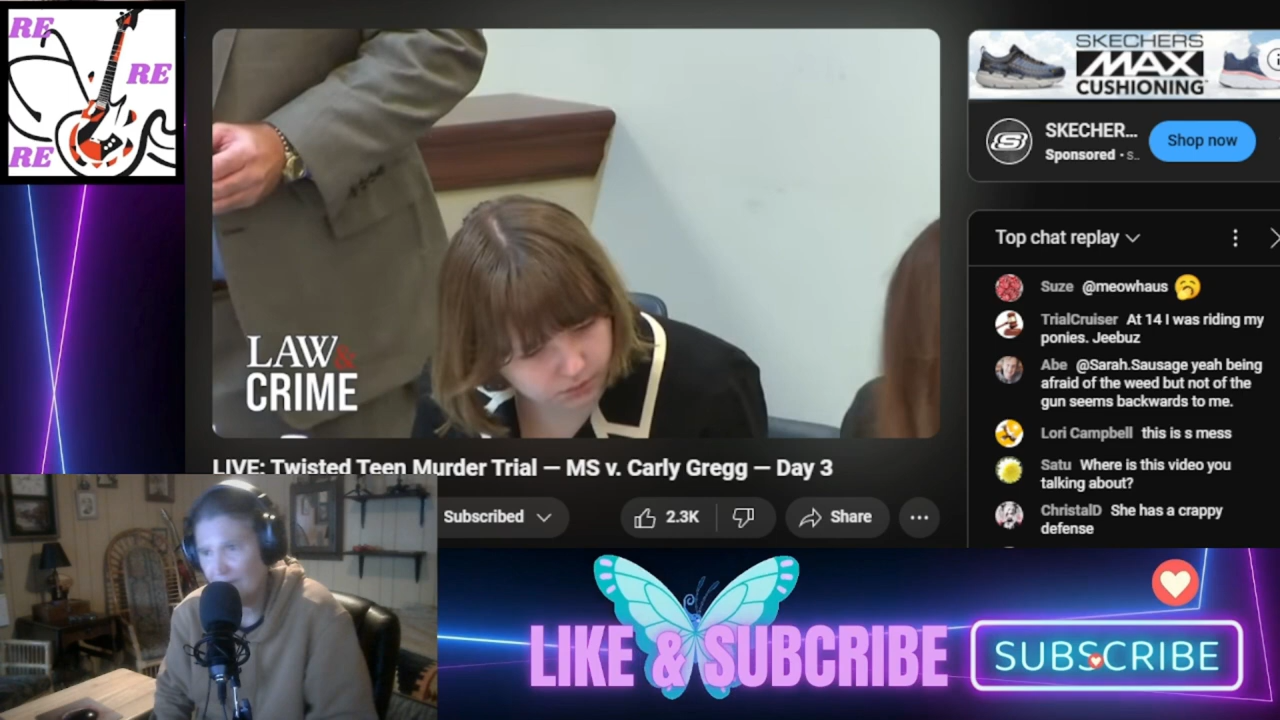 RE
RE
RE
LAW&
CRIME
SKECHERS
MAX
CUSHIONING
SKECHER...
Sponsored • s..
Shop now
Top chat replay
Suze @meowhaus
TrialCruiser At 14 I was riding my
ponies. Jeebuz
Abe @Sarah.Sausage yeah being
afraid of the weed but not of the
gun seems backwards to me.
Lori Campbell this is s mess
Satu Where is this video you
talking about?
ChristalD She has a crappy
defense
LIVE: Twisted Teen Murder Trial — MS v. Carly Gregg — Day 3
Subscribed
2.3K
Share
LIKE & SUBCRIBE
SUBSCRIBE